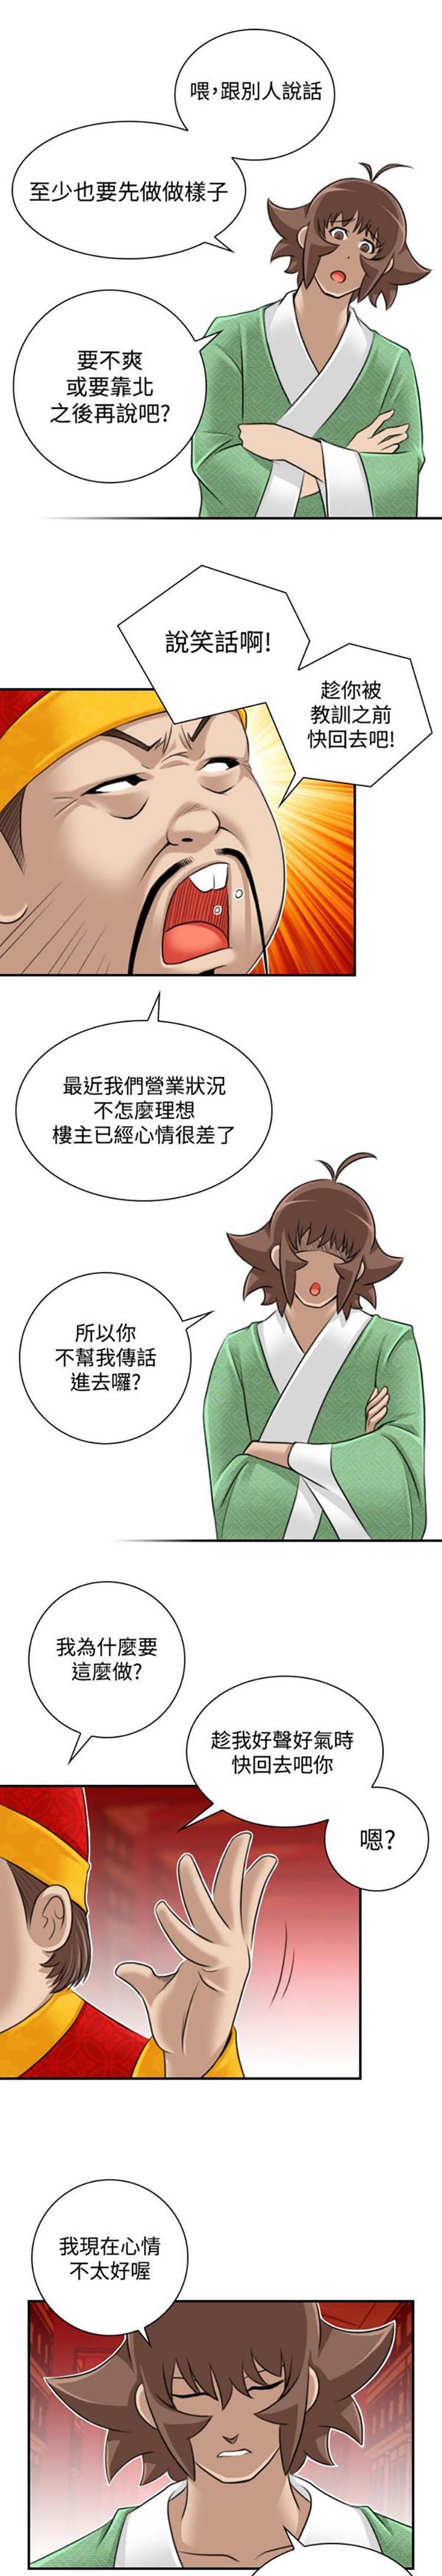 喂,跟別人說話
至少也要先做做樣子
要不爽
或要靠北
之後再說吧?
說笑話啊!
趁你被
教訓之前
快回去吧!
最近我們營業狀況
不怎麼理想
樓主已經心情很差了
所以你
不幫我傳話
進去囉?
我為什麼要
這麼做?
趁我好聲好氣時
快回去吧你
嗯?
我現在心情
不太好喔